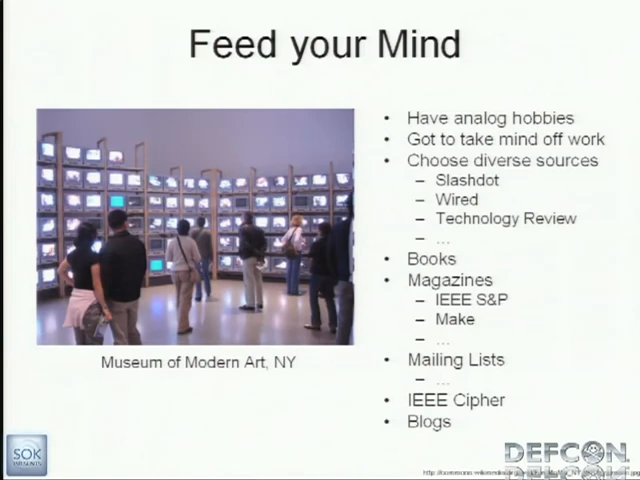 Feed your Mind
• Have analog hobbies
• Got to take mind off work
• Choose diverse sources
– Slashdot
– Wired
– Technology Review
– ...
• Books
• Magazines
– IEEE S&P
– Make
– ...
• Mailing Lists
– ...
• IEEE Cipher
• Blogs
Museum of Modern Art, NY
SOK
PRESENTS
DEFCON